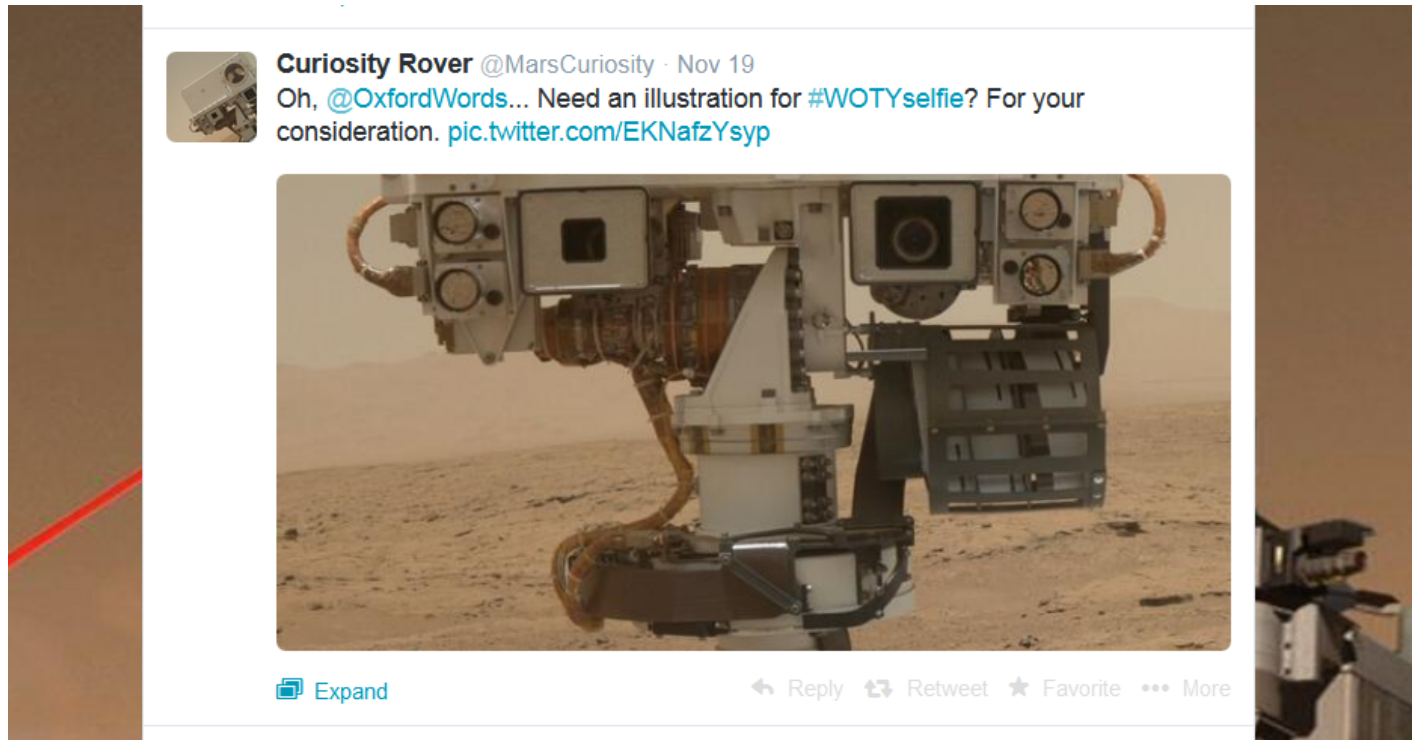 Curiosity Rover @MarsCuriosity · Nov 19
Oh, @OxfordWords... Need an illustration for #WOTYselfie? For your
consideration. pic.twitter.com/EKNafzYsyp
Expand
Reply Retweet Favorite More